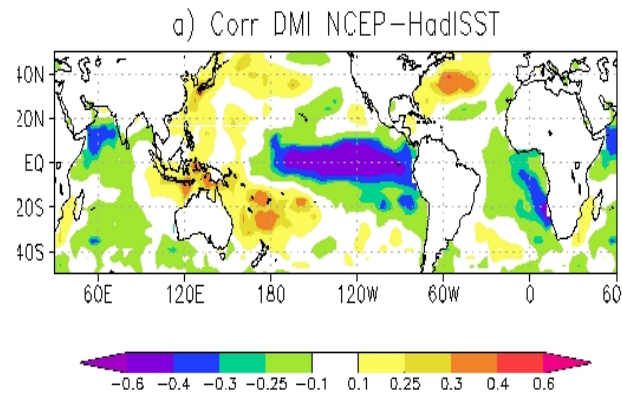 a) Corr DMI NCEP-HadISST
40N
20N
EQ
20S
40S
60E 120E 180 120W 60W 0 60
-0.6 -0.4 -0.3 -0.25 -0.1 0.1 0.25 0.3 0.4 0.6